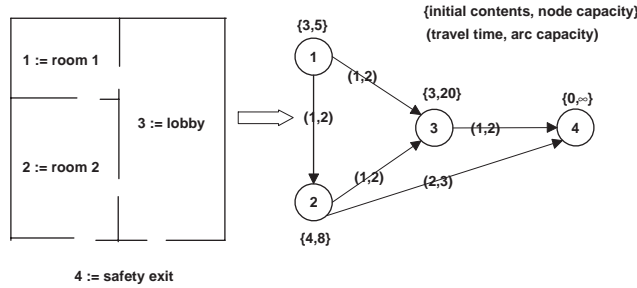 {initial contents, node capacity}
(travel time, arc capacity)
1 := room 1
2 := room 2
3 := lobby
4 := safety exit
{3,5}
1
(1,2)
(1,2)
{3,20}
3
(1,2)
{0,∞}
4
(1,2)
(2,3)
2
{4,8}